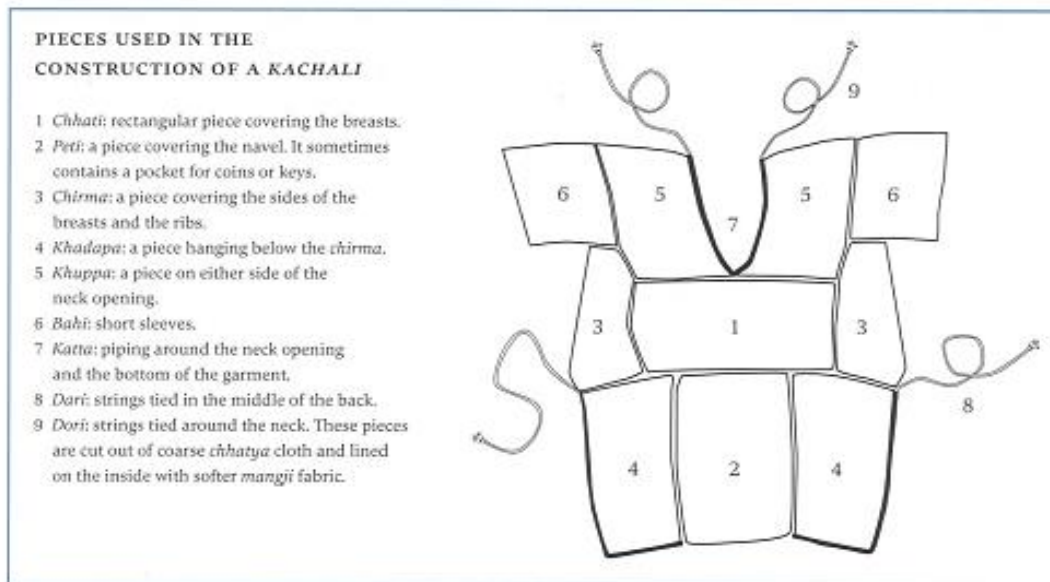 PIECES USED IN THE
CONSTRUCTION OF A KACHALI
1 Chhati: rectangular piece covering the breasts.
2 Peti: a piece covering the navel. It sometimes
contains a pocket for coins or keys.
3 Chirma: a piece covering the sides of the
breasts and the ribs.
4 Khadapa: a piece hanging below the chirma.
5 Khuppa: a piece on either side of the
neck opening.
6 Bahi: short sleeves.
7 Katta: piping around the neck opening
and the bottom of the garment.
8 Dari: strings tied in the middle of the back.
9 Dori: strings tied around the neck. These pieces
are cut out of coarse chhatya cloth and lined
on the inside with softer mangji fabric.
9
6 5 7 5 6
3 1 3
8
4 2 4